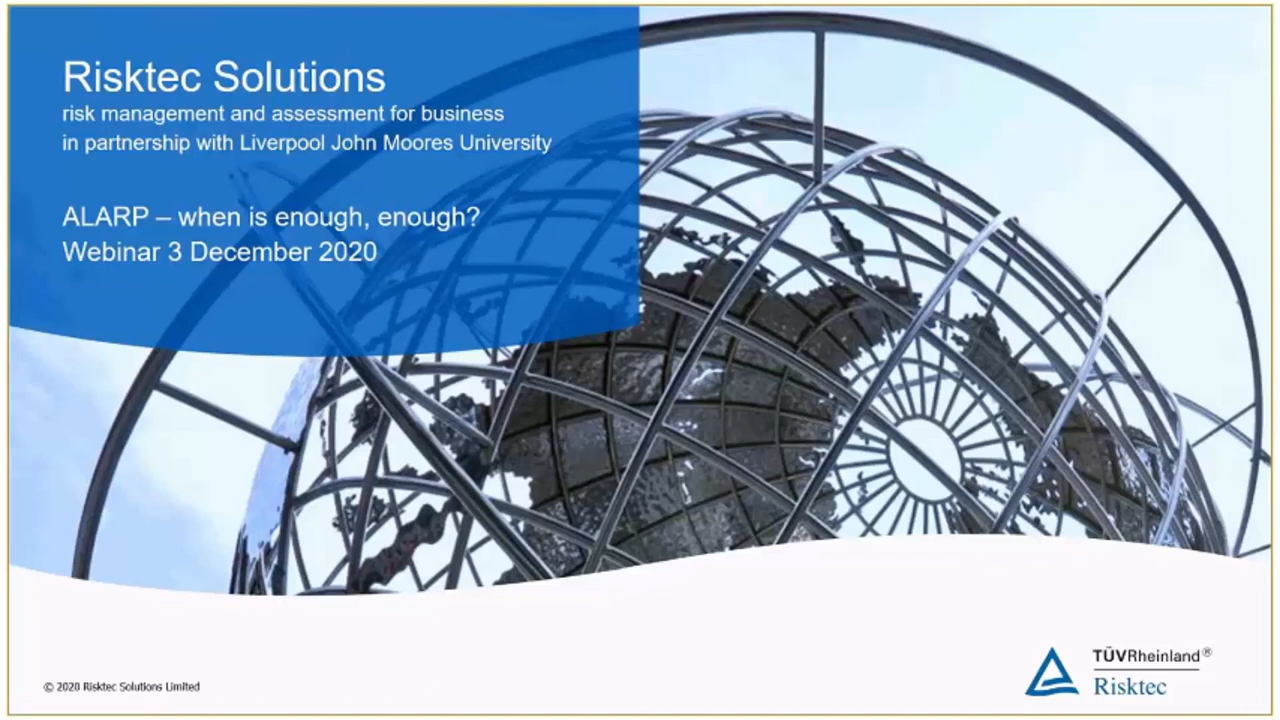 Risktec Solutions
risk management and assessment for business
in partnership with Liverpool John Moores University
ALARP – when is enough, enough?
Webinar 3 December 2020
© 2020 Risktec Solutions Limited
TÜVRheinland®
Risktec